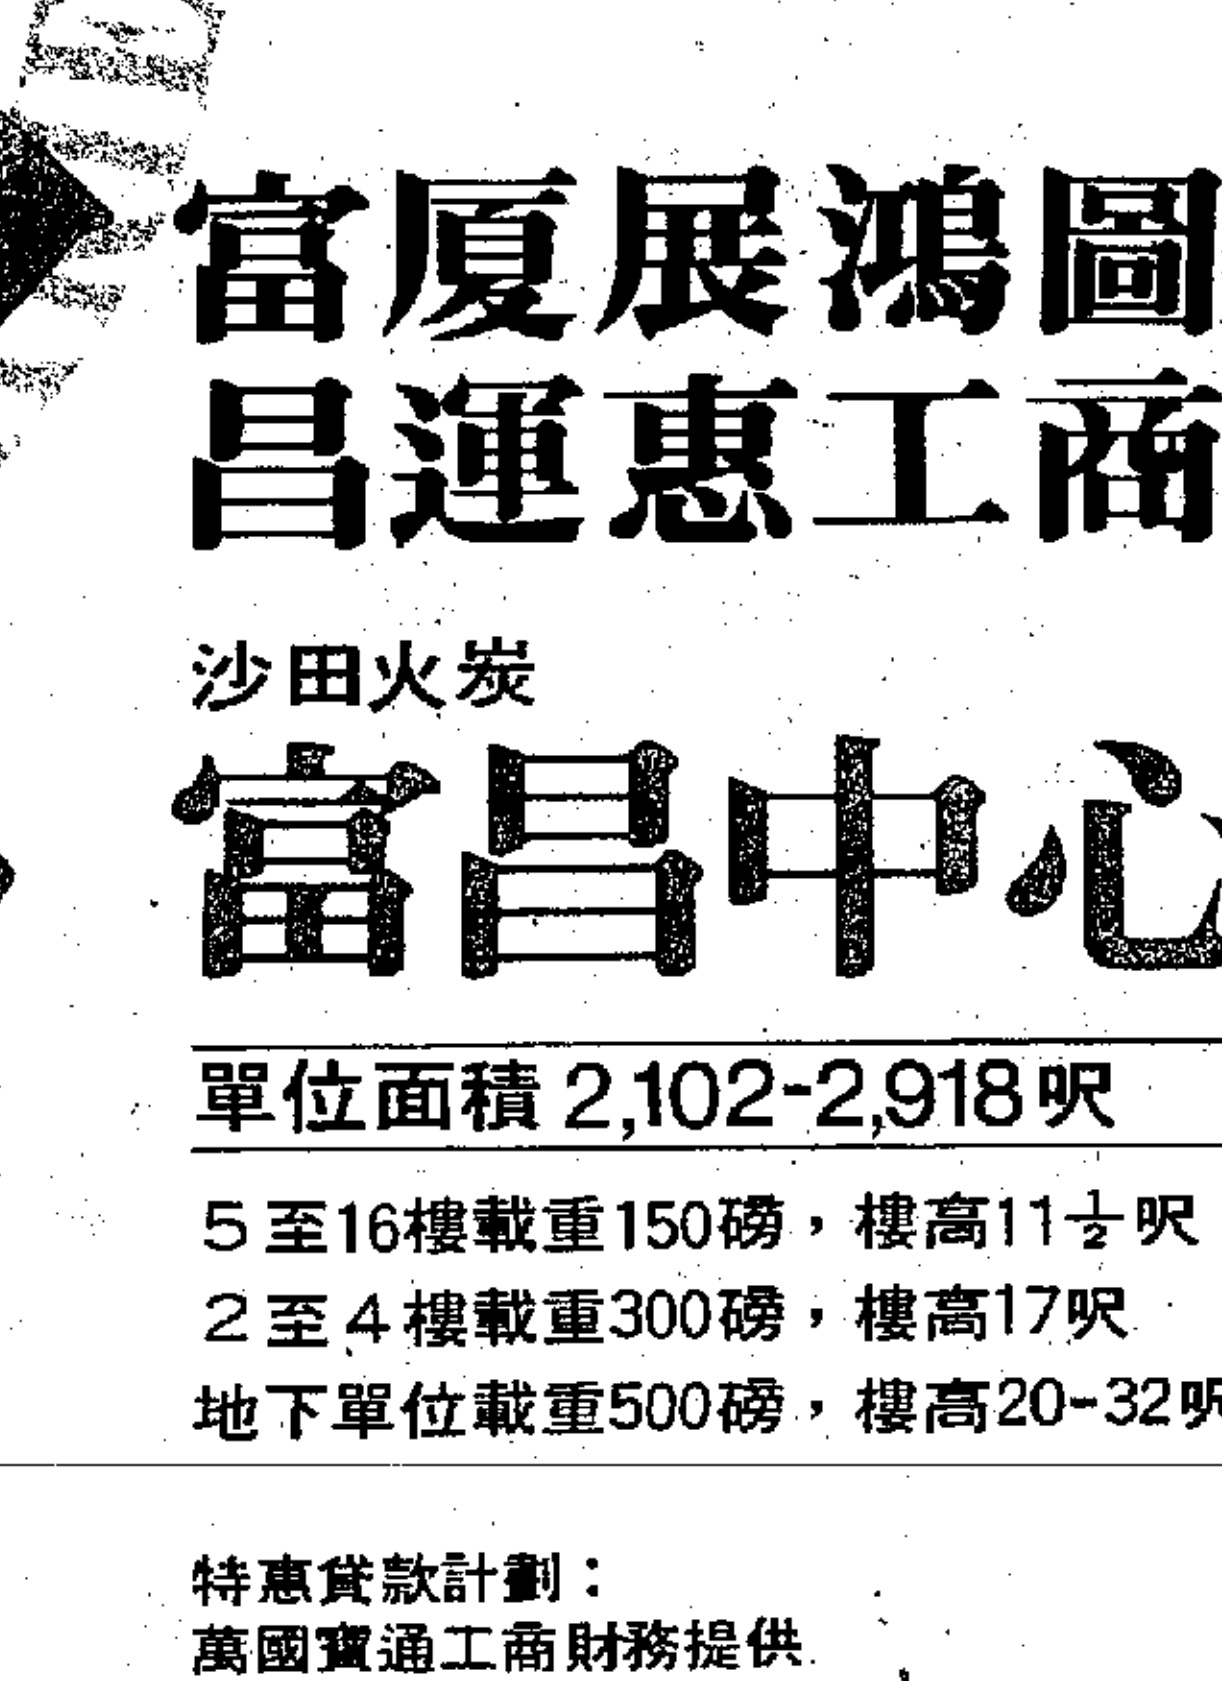 富厦展鴻圖
昌運惠工商
沙田火炭
富昌中心
單位面積 2,102-2,918呎
5至16樓載重150磅，樓高11½呎
2至4樓載重300磅，樓高17呎
地下單位載重500磅，樓高20-32呎
特惠貸款計劃：
萬國寶通工商財務提供